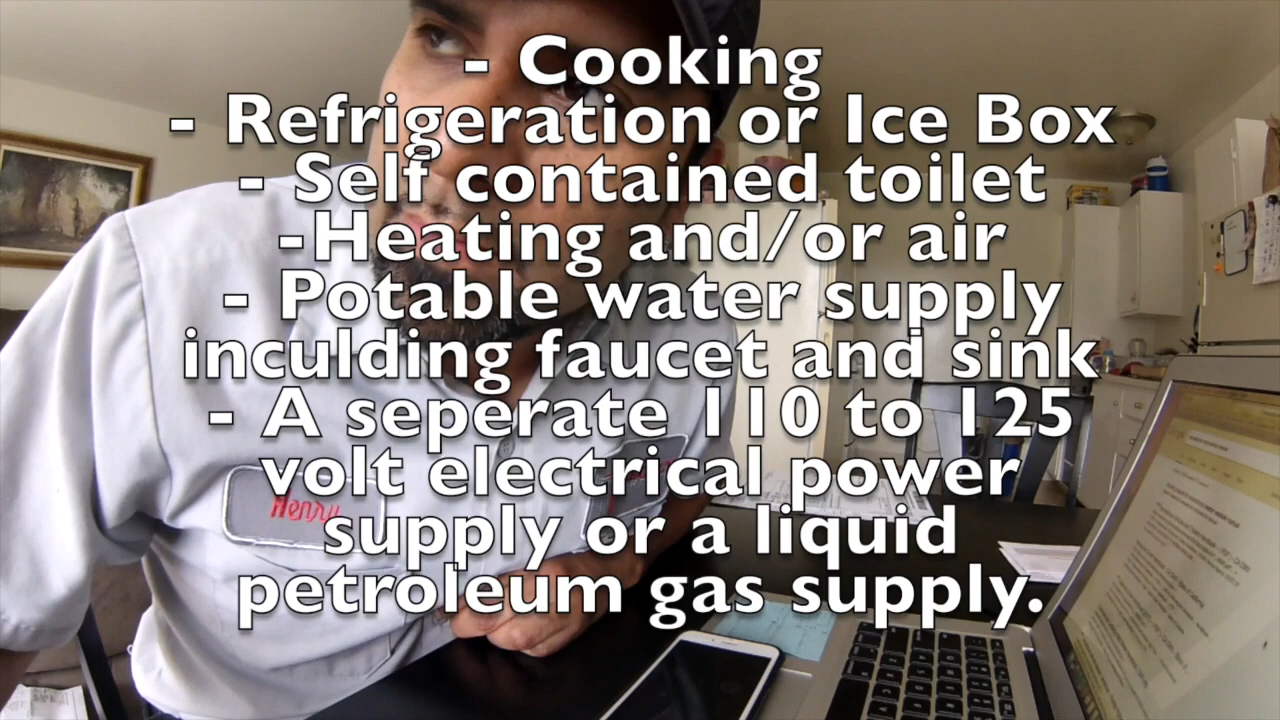 - Cooking
- Refrigeration or Ice Box
- Self contained toilet
-Heating and/or air
- Potable water supply
inculding faucet and sink
- A seperate 110 to 125
volt electrical power
supply or a liquid
petroleum gas supply.
Henry